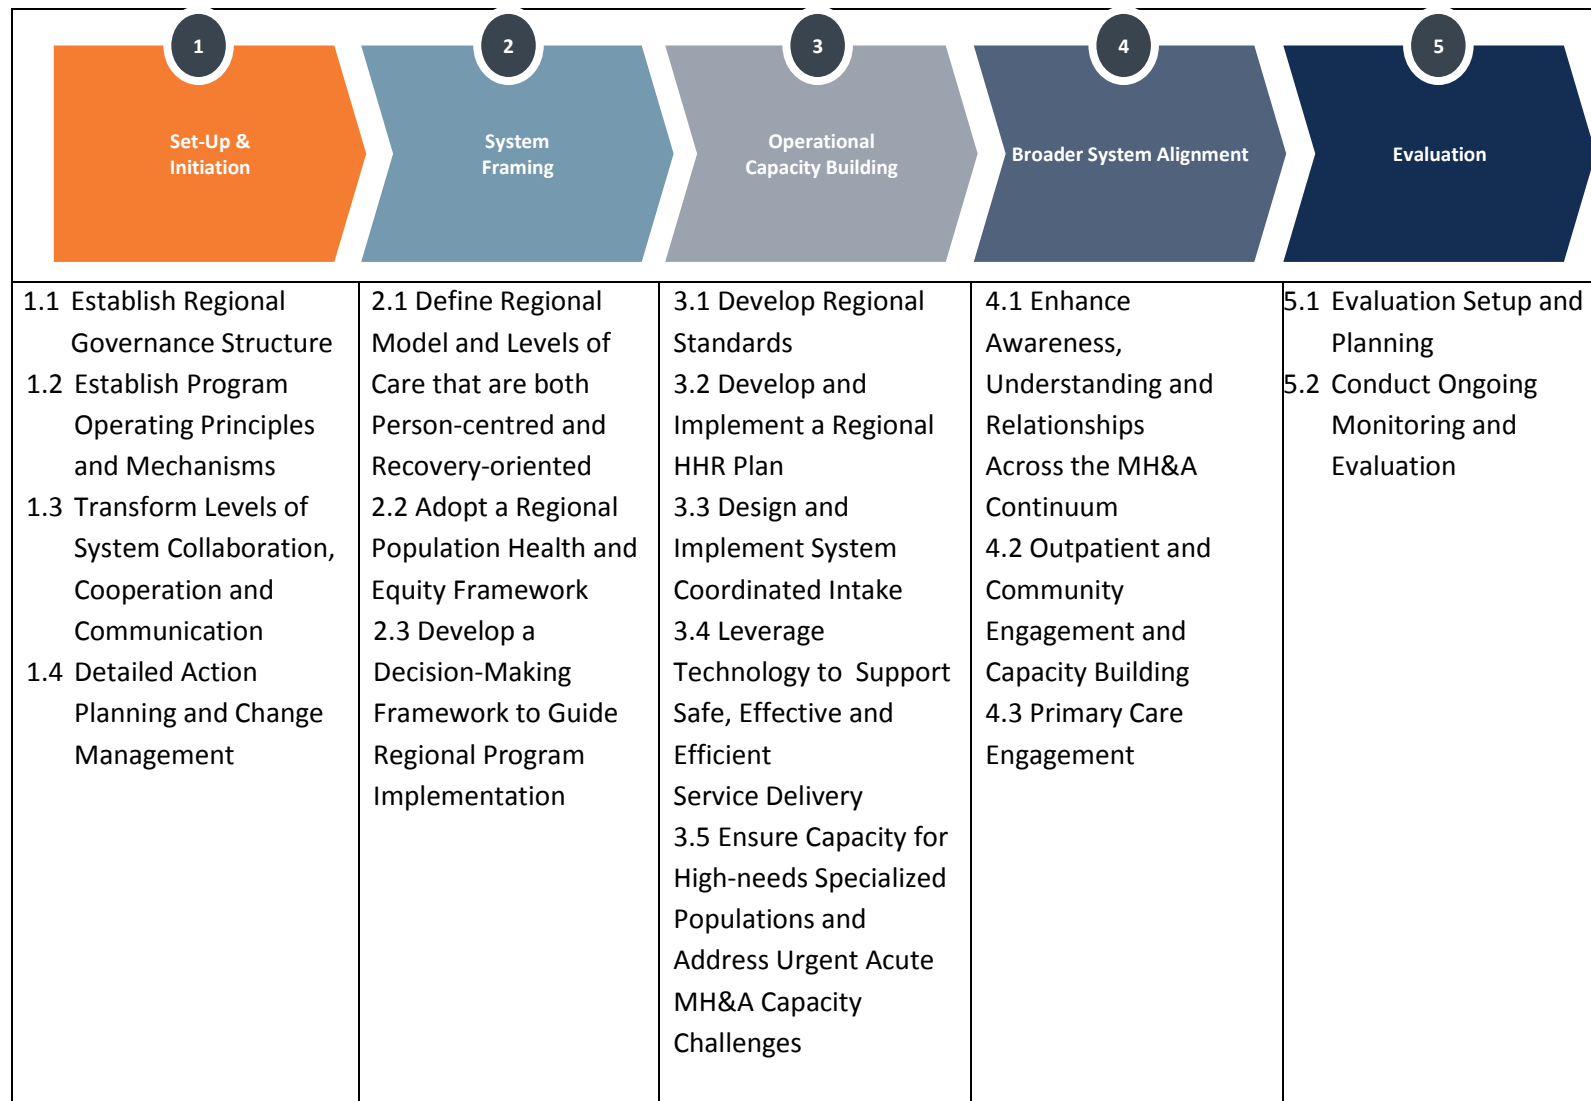 1
2
3
4
5
Set-Up &
Initiation
System
Framing
Operational
Capacity Building
Broader System Alignment
Evaluation
1.1 Establish Regional
Governance Structure
1.2 Establish Program
Operating Principles
and Mechanisms
1.3 Transform Levels of
System Collaboration,
Cooperation and
Communication
1.4 Detailed Action
Planning and Change
Management
2.1 Define Regional
Model and Levels of
Care that are both
Person-centred and
Recovery-oriented
2.2 Adopt a Regional
Population Health and
Equity Framework
2.3 Develop a
Decision-Making
Framework to Guide
Regional Program
Implementation
3.1 Develop Regional
Standards
3.2 Develop and
Implement a Regional
HHR Plan
3.3 Design and
Implement System
Coordinated Intake
3.4 Leverage
Technology to Support
Safe, Effective and
Efficient
Service Delivery
3.5 Ensure Capacity for
High-needs Specialized
Populations and
Address Urgent Acute
MH&A Capacity
Challenges
4.1 Enhance
Awareness,
Understanding and
Relationships
Across the MH&A
Continuum
4.2 Outpatient and
Community
Engagement and
Capacity Building
4.3 Primary Care
Engagement
5.1 Evaluation Setup and
Planning
5.2 Conduct Ongoing
Monitoring and
Evaluation